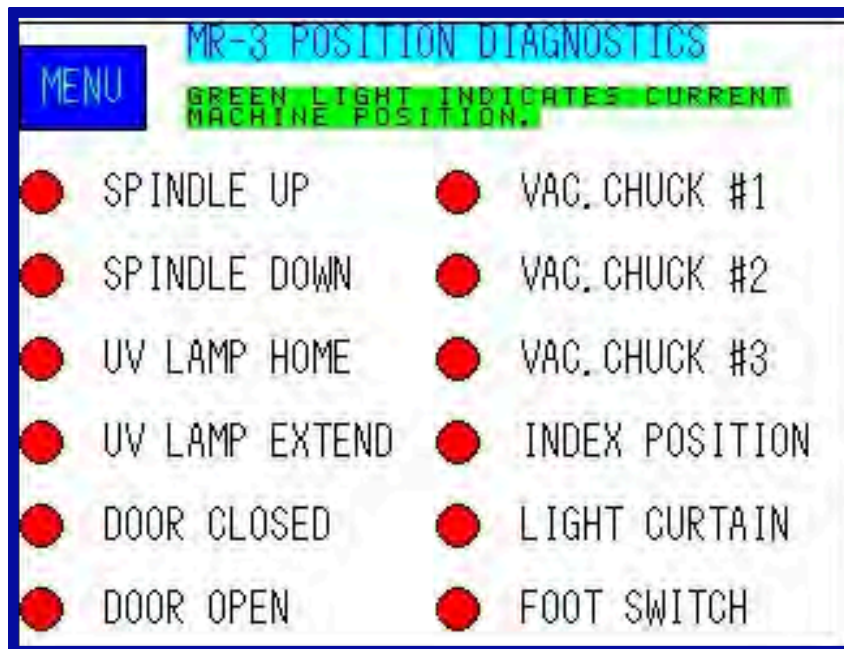 MR-3 POSITION DIAGNOSTICS
MENU
GREEN LIGHT INDICATES CURRENT
MACHINE POSITION.
SPINDLE UP
VAC. CHUCK #1
SPINDLE DOWN
VAC. CHUCK #2
UV LAMP HOME
VAC. CHUCK #3
UV LAMP EXTEND
INDEX POSITION
DOOR CLOSED
LIGHT CURTAIN
DOOR OPEN
FOOT SWITCH